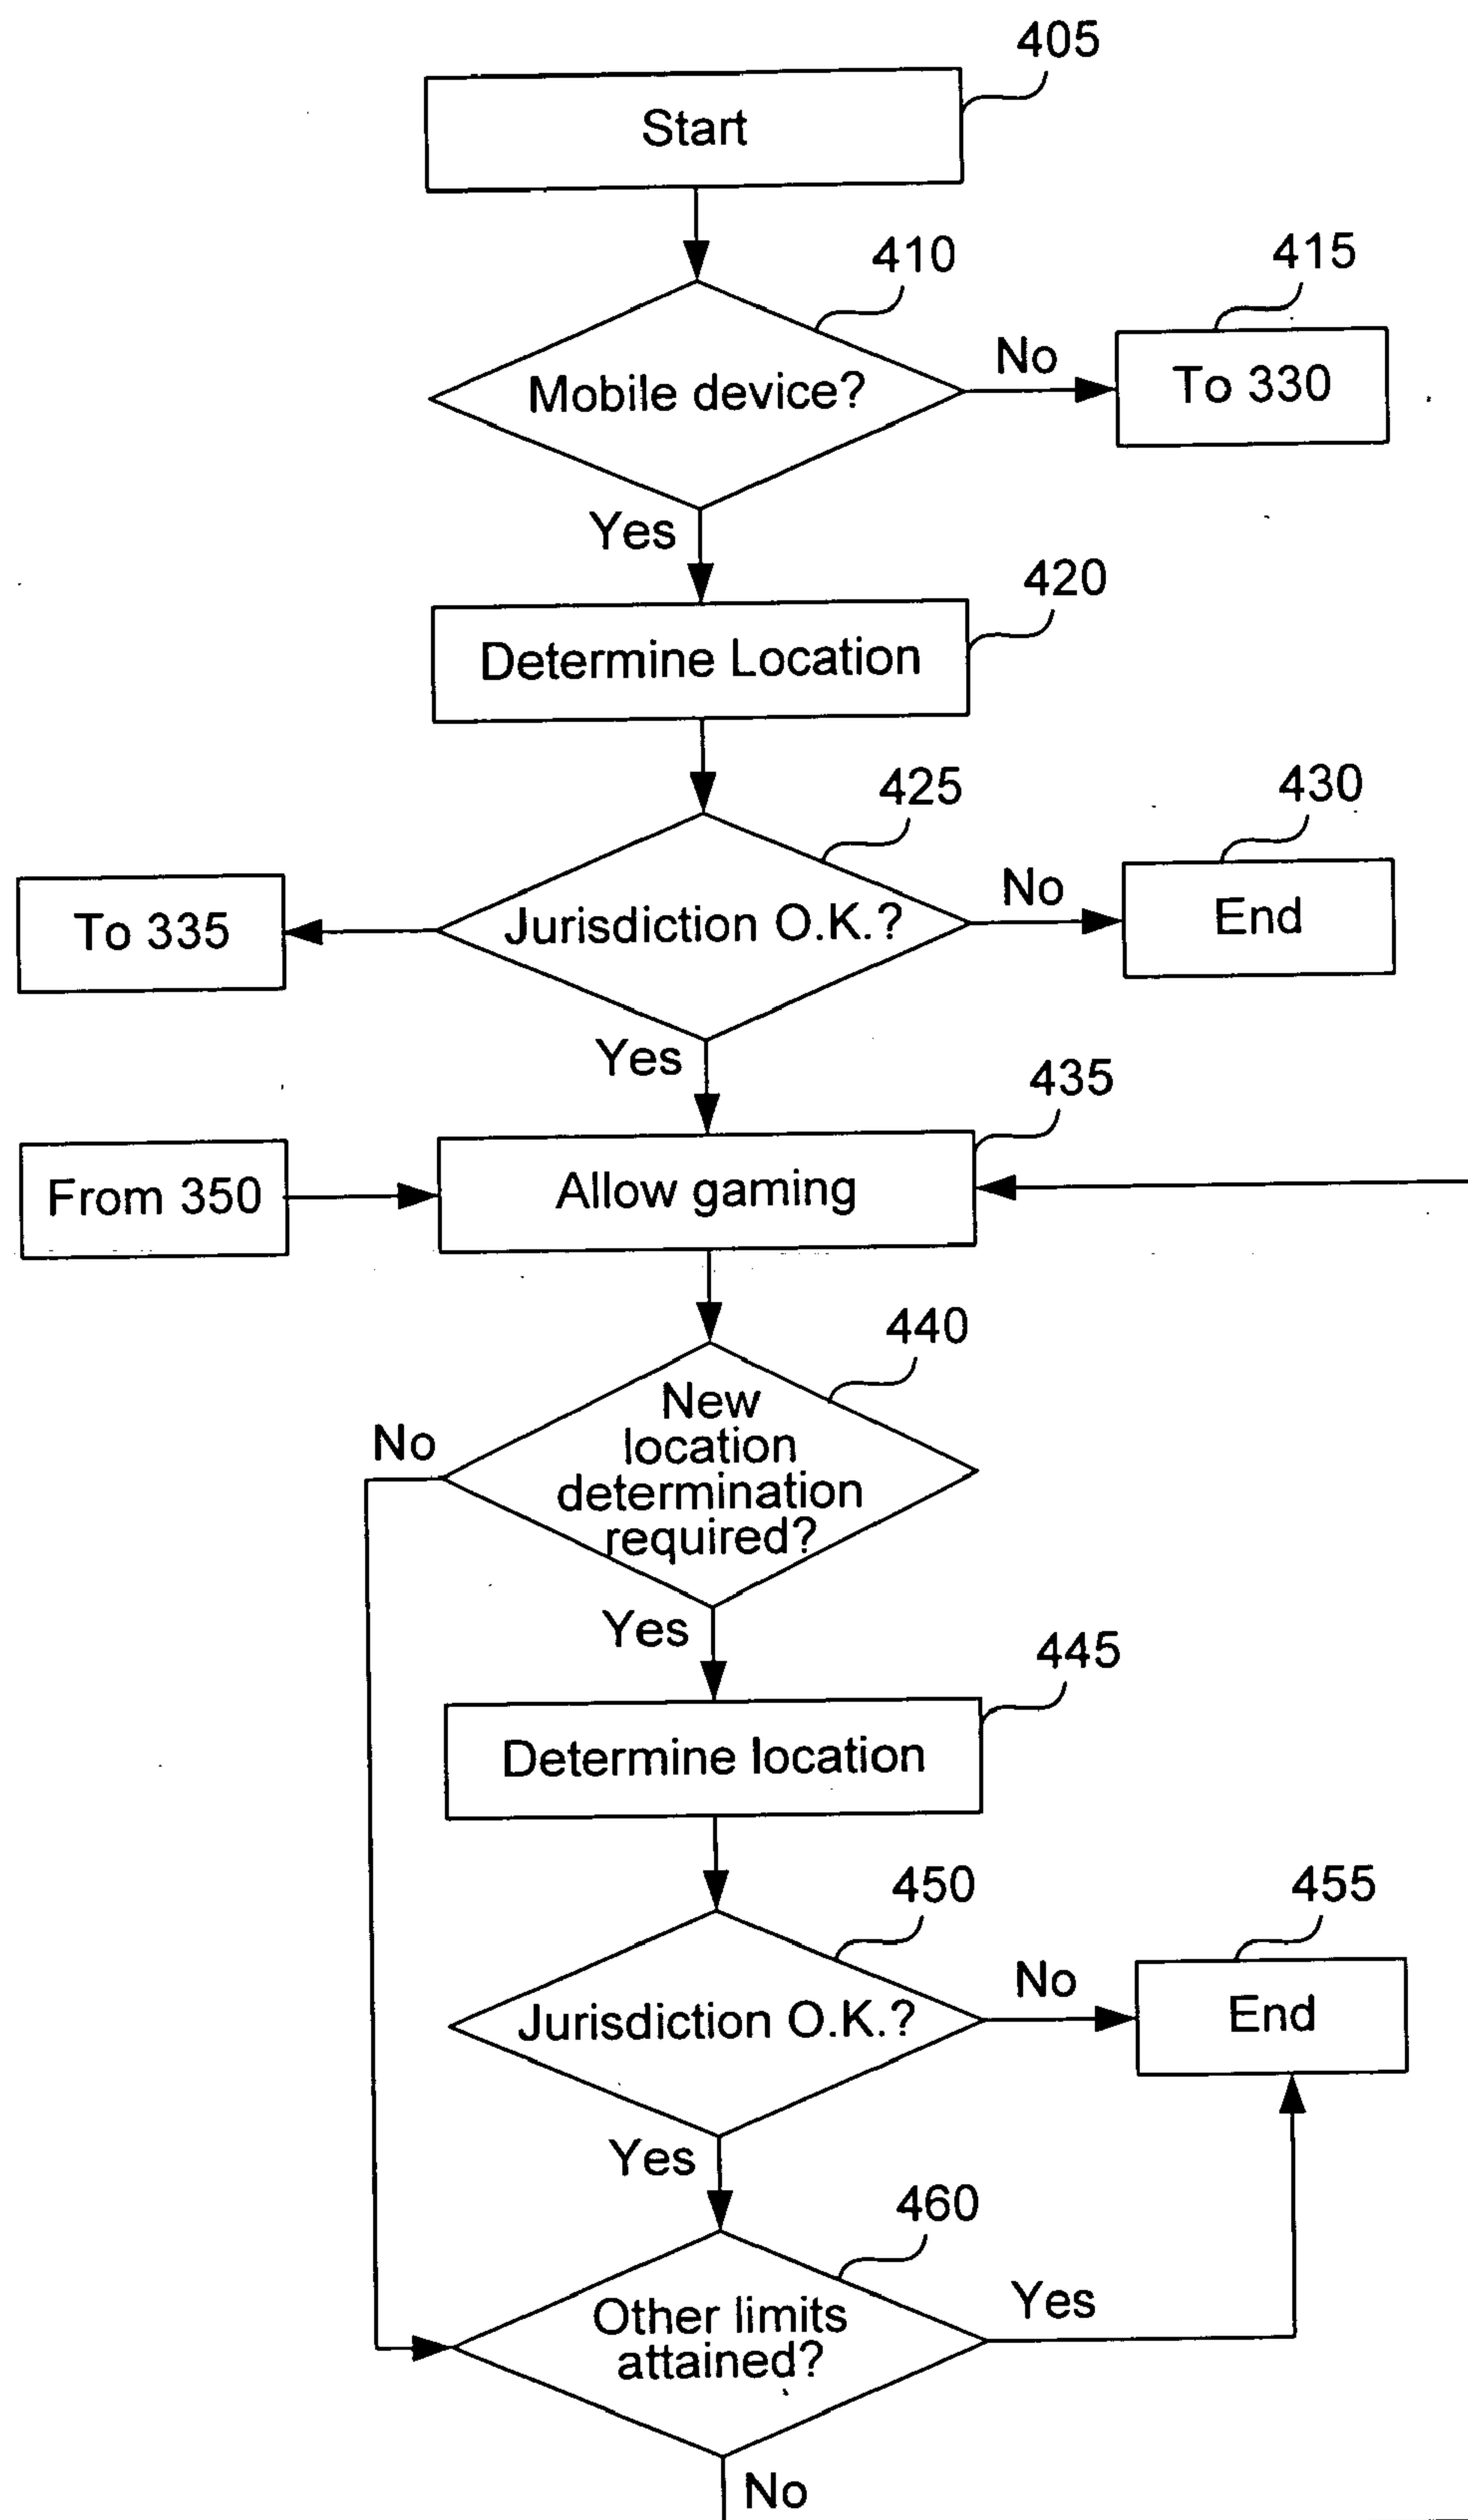 405
Start
410
415
Mobile device?
No
To 330
Yes
420
Determine Location
425
430
To 335
Jurisdiction O.K.?
No
End
Yes
435
From 350
Allow gaming
440
No
New
location
determination
required?
Yes
445
Determine location
450
455
Jurisdiction O.K.?
No
End
Yes
460
Other limits
attained?
Yes
No